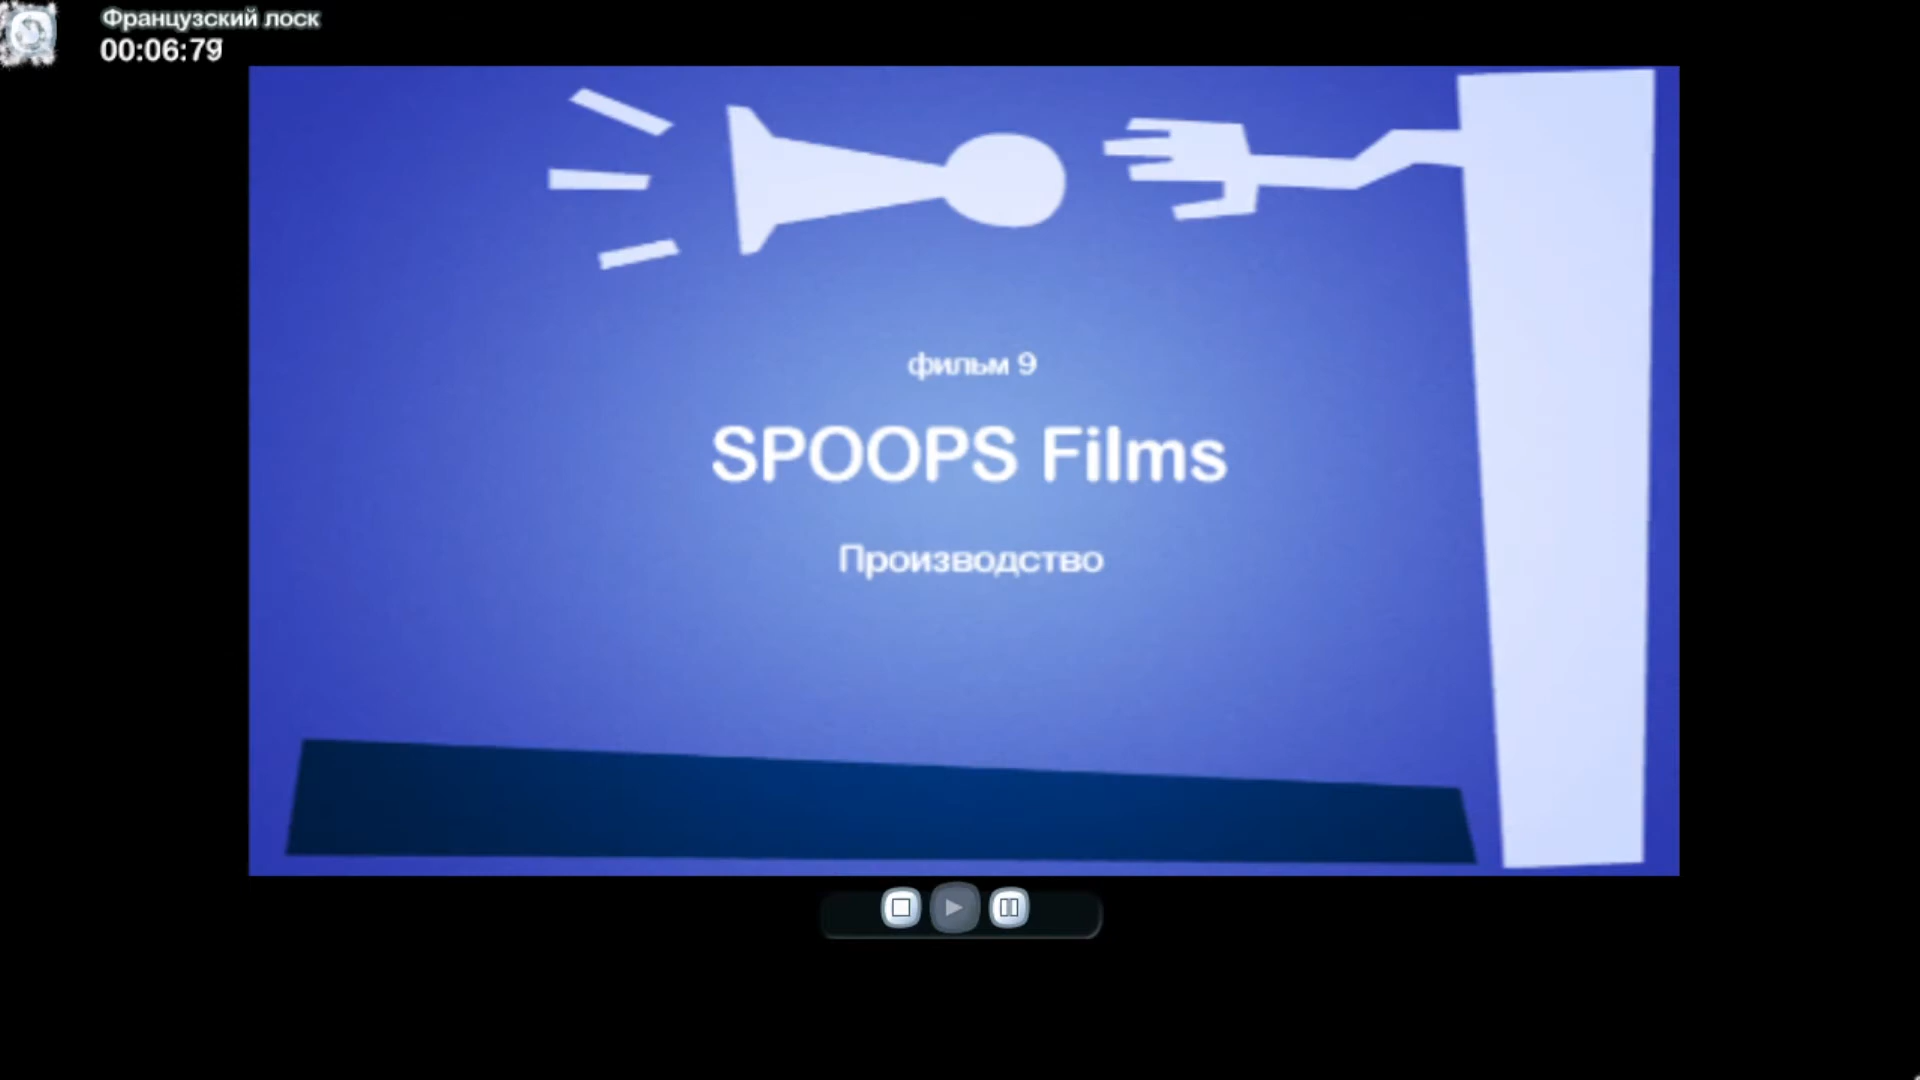 Французский лоск
00:06:79
фильм 9
SPOOPS Films
Производство